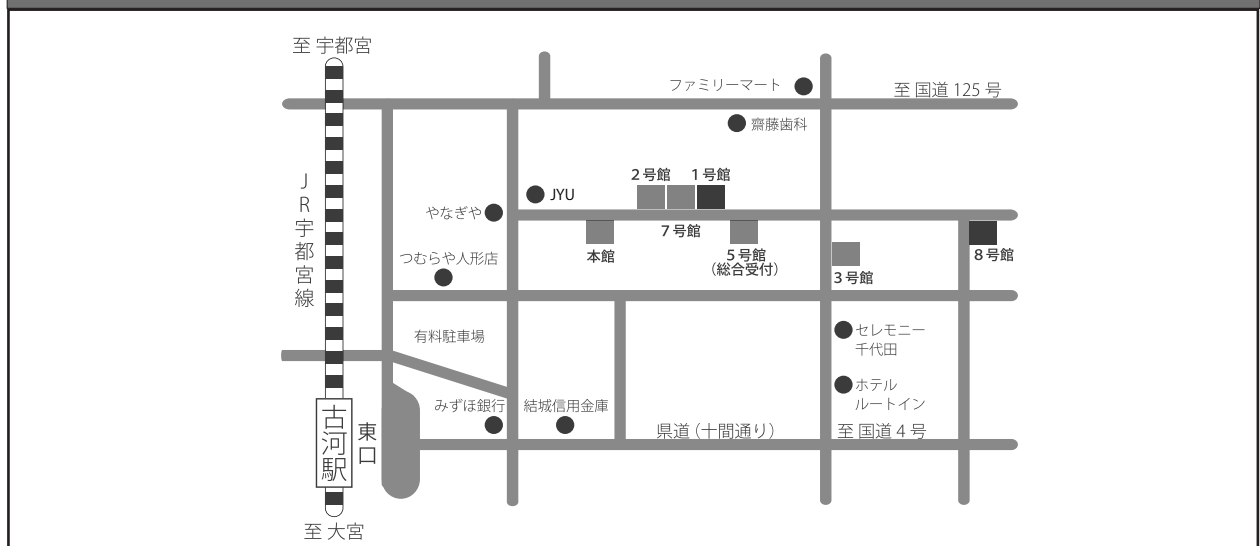 至 宇都宮
ファミリーマート
至 国道 125 号
齋藤歯科
2 号館
1 号館
JR宇都宮線
JYU
やなぎや
7 号館
本館
5 号館
(総合受付)
8 号館
つむらや人形店
3 号館
有料駐車場
セレモニー
千代田
ホテル
ルートイン
みずほ銀行
結城信用金庫
古河駅
東口
県道 (十間通り)
至 国道 4 号
至 大宮